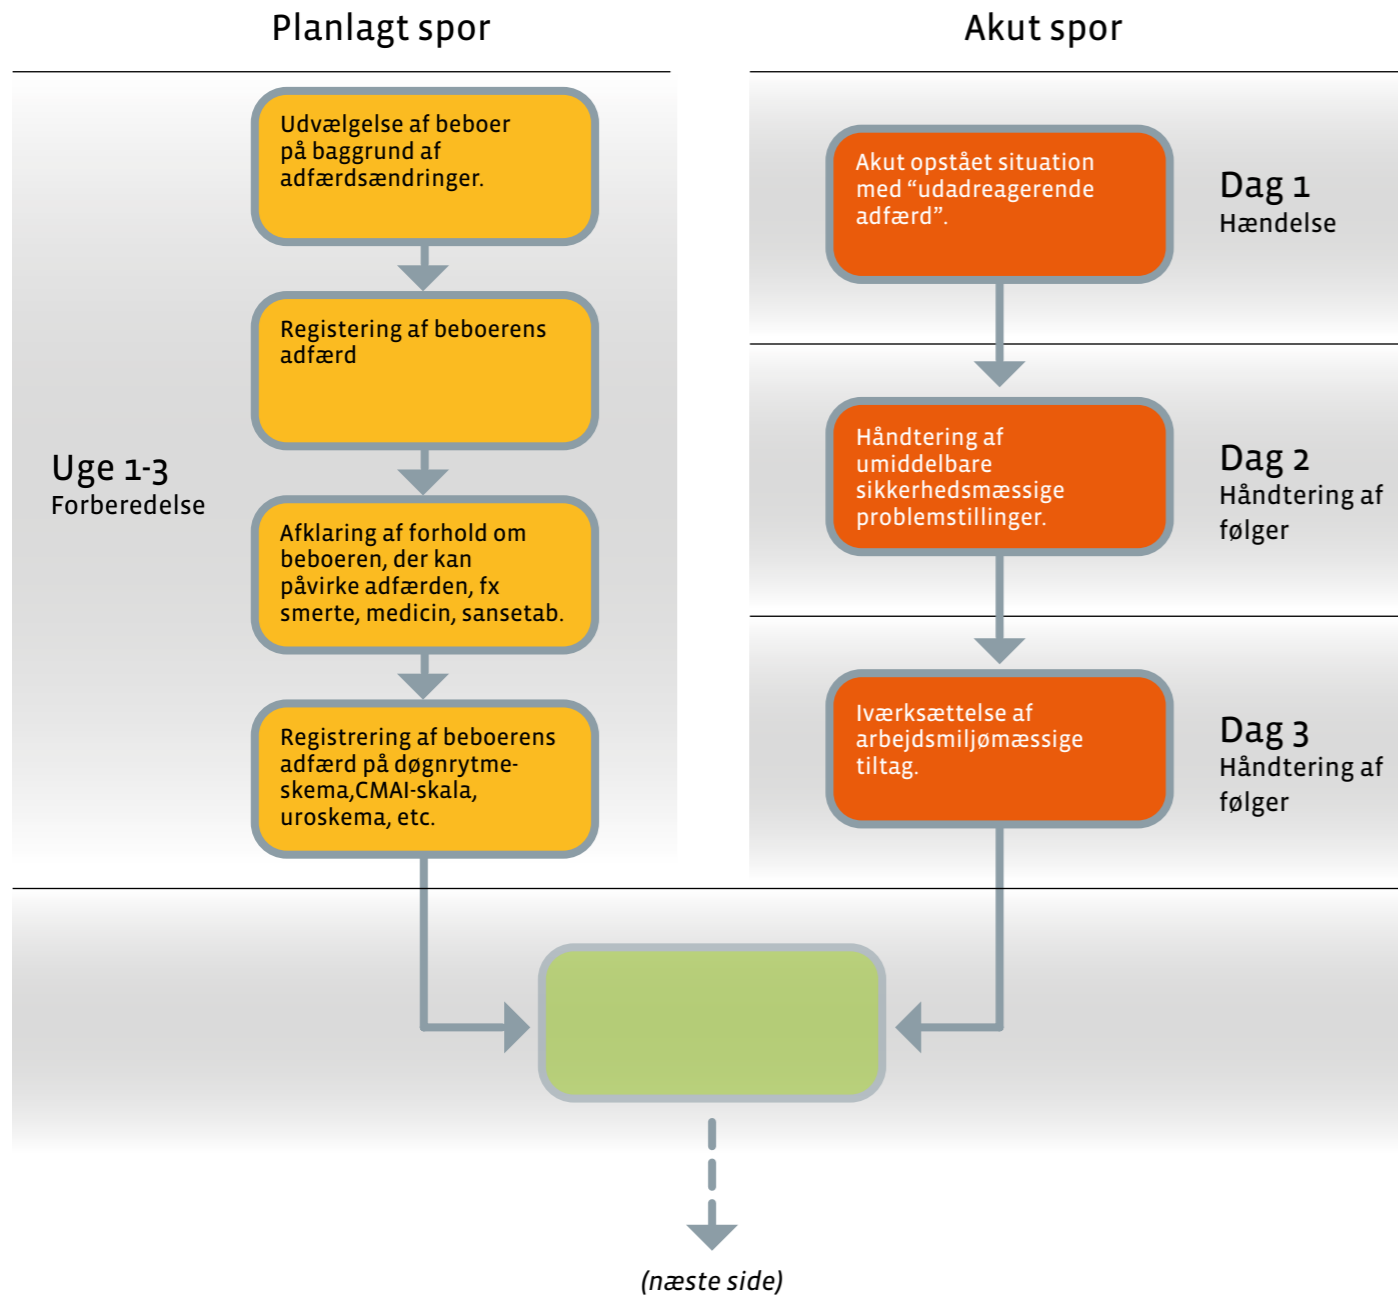 Planlagt spor
Udvælgelse af beboer
på baggrund af
adfærdsændringer.
Registering af beboerens
adfærd
Uge 1-3
Forberedelse
Afklaring af forhold om
beboeren, der kan
påvirke adfærden, fx
smerte, medicin, sansetab.
Registrering af beboerens
adfærd på døgnrytme-
skema,CMAI-skala,
uroskema, etc.
Akut spor
Akut opstået situation
med “udadreagerende
adfærd”.
Dag 1
Hændelse
Håndtering af
umiddelbare
sikkerhedsmæssige
problemstillinger.
Dag 2
Håndtering af
følger
Iværksættelse af
arbejdsmiljømæssige
tiltag.
Dag 3
Håndtering af
følger
(næste side)